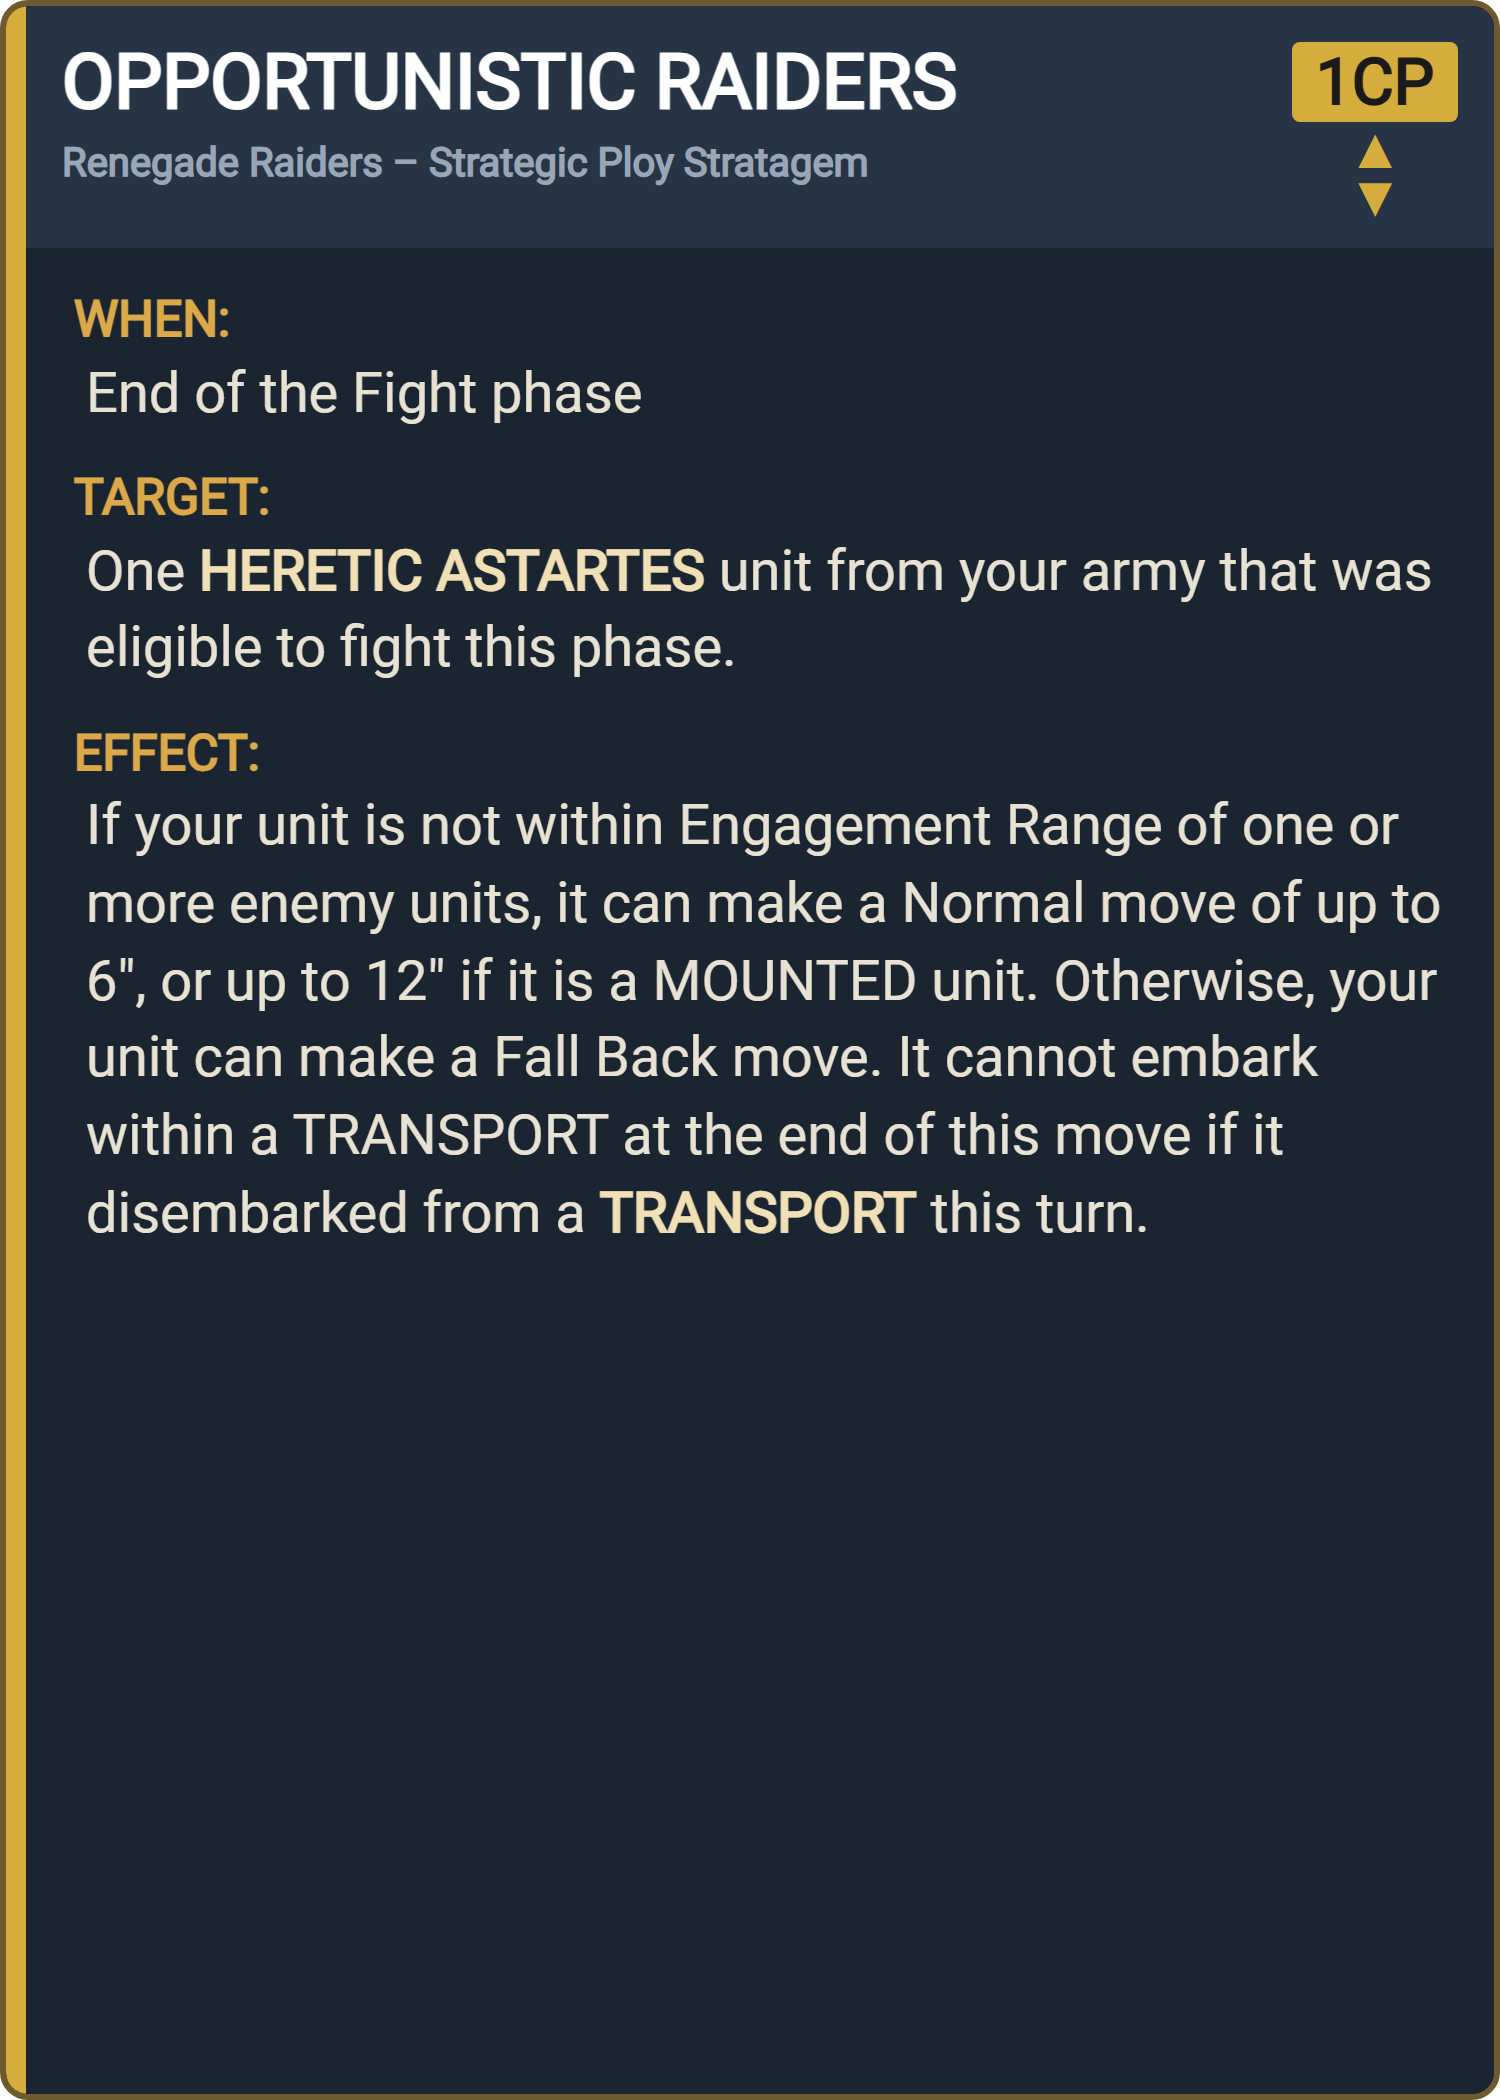 OPPORTUNISTIC RAIDERS
1CP
Renegade Raiders – Strategic Ploy Stratagem
WHEN:
End of the Fight phase
TARGET:
One HERETIC ASTARTES unit from your army that was
eligible to fight this phase.
EFFECT:
If your unit is not within Engagement Range of one or
more enemy units, it can make a Normal move of up to
6", or up to 12" if it is a MOUNTED unit. Otherwise, your
unit can make a Fall Back move. It cannot embark
within a TRANSPORT at the end of this move if it
disembarked from a TRANSPORT this turn.